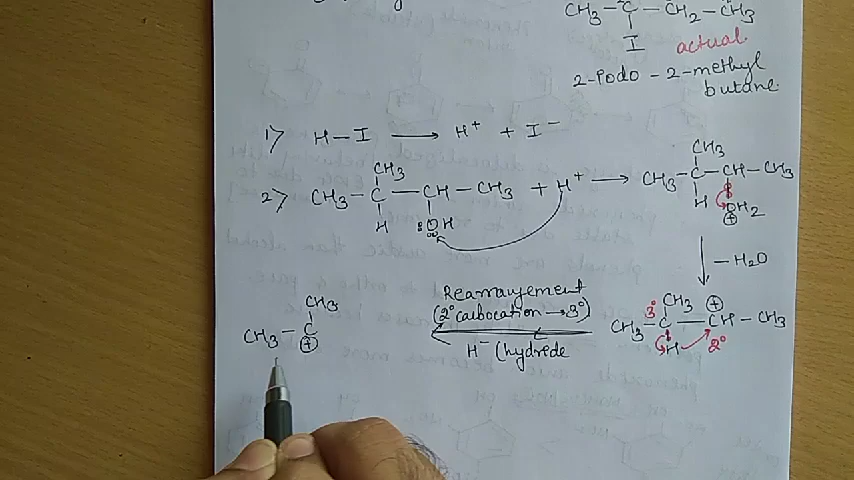 CH3 – C – CH2 – CH3
I actual
2-Iodo-2-methyl
butane
1> H–I → H+ + I-
CH3
CH3 – C – CH – CH3 + H+ →
2>
H :OH
CH3
CH3 – C – CH – CH3
H OH2
⊕
– H2O
Rearrangement
(2° carbocation → 3°)
H- (hydride
CH3
CH3 – C
⊕
3° CH3 ⊕
CH3 – C – CH – CH3
H 2°